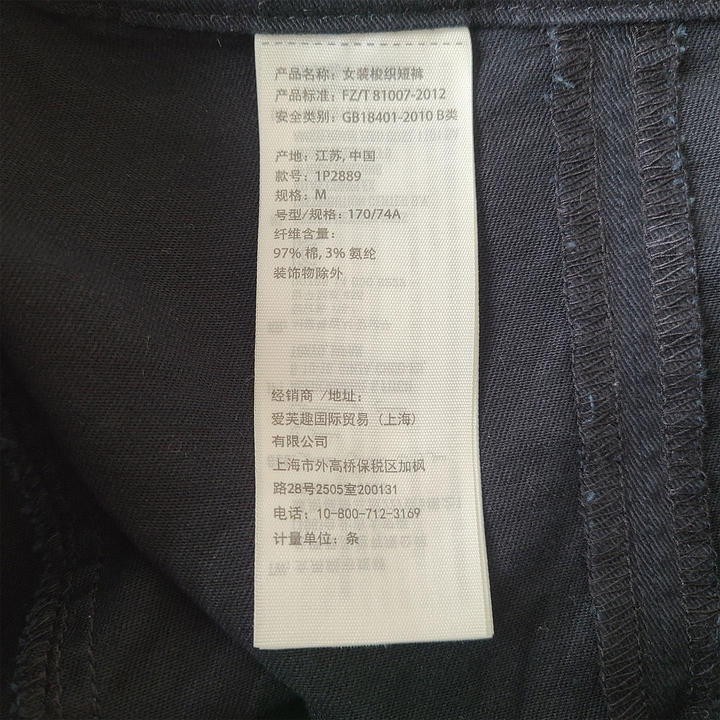 产品名称：女装梭织短裤
产品标准：FZ/T 81007-2012
安全类别：GB18401-2010 B类
产地：江苏, 中国
款号：1P2889
规格：M
号型/规格：170/74A
纤维含量：
97% 棉, 3% 氨纶
装饰物除外
经销商 /地址：
爱芙趣国际贸易 (上海)
有限公司
上海市外高桥保税区加枫
路28号2505室200131
电话：10-800-712-3169
计量单位：条